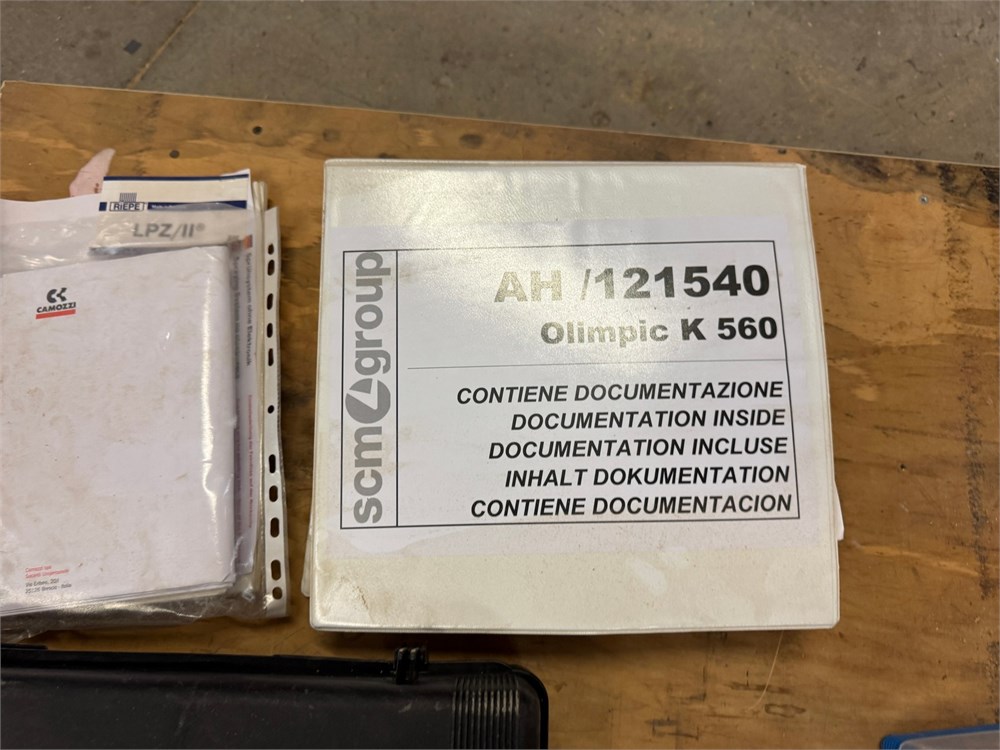 RIEPE
LPZ/II®
CAMOZZI
scm group
AH /121540
Olimpic K 560
CONTIENE DOCUMENTAZIONE
DOCUMENTATION INSIDE
DOCUMENTATION INCLUSE
INHALT DOKUMENTATION
CONTIENE DOCUMENTACION